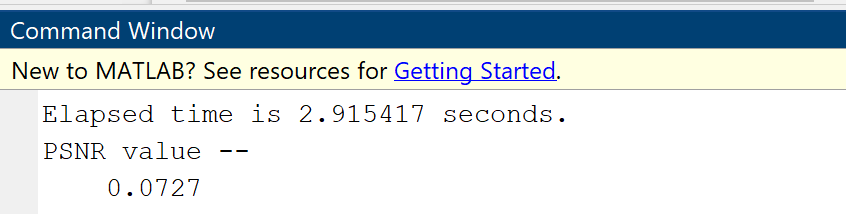 Command Window
New to MATLAB? See resources for Getting Started.
Elapsed time is 2.915417 seconds.
PSNR value --
0.0727